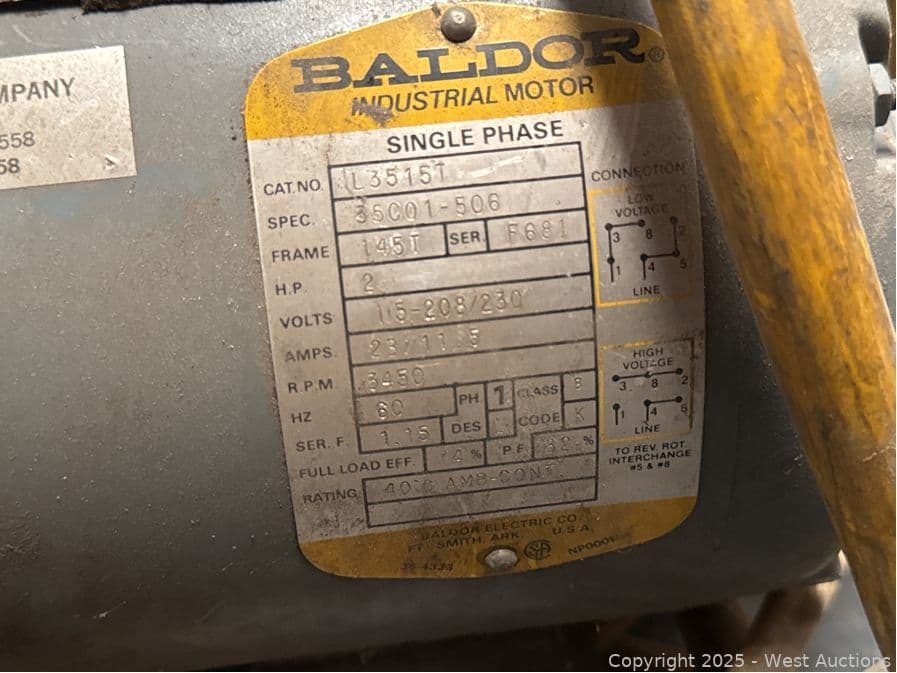 MPANY
558
58
BALDOR®
INDUSTRIAL MOTOR
SINGLE PHASE
CAT.NO. L3515T
SPEC. 35C01-506
FRAME 145T SER. F681
H.P. 2
VOLTS 115-208/230
AMPS. 23/11.5
R.P.M. 3450
HZ 60 PH 1 CLASS B
SER. F. 1.15 DES CODE K
FULL LOAD EFF. % P.F. 82 %
RATING 40°C AMB-CONT
CONNECTION
LOW
VOLTAGE
3 8 2
1 4 5
LINE
HIGH
VOLTAGE
3 8 2
1 4 5
LINE
TO REV. ROT.
INTERCHANGE
#5 & #8
BALDOR ELECTRIC CO.
FT. SMITH, ARK. U.S.A.
NP0001
Copyright 2025 - West Auctions